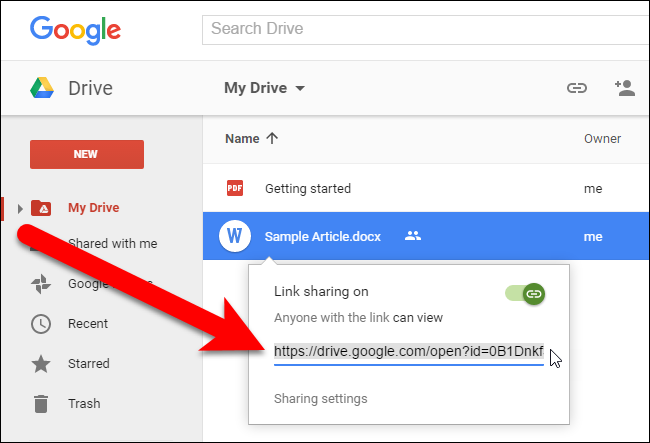 Google
Search Drive
Drive
My Drive
NEW
Name
Owner
My Drive
PDF
Getting started
me
Shared with me
W
Sample Article.docx
me
Google
Recent
Starred
Trash
Link sharing on
Anyone with the link can view
https://drive.google.com/open?id=0B1Dnkf
Sharing settings